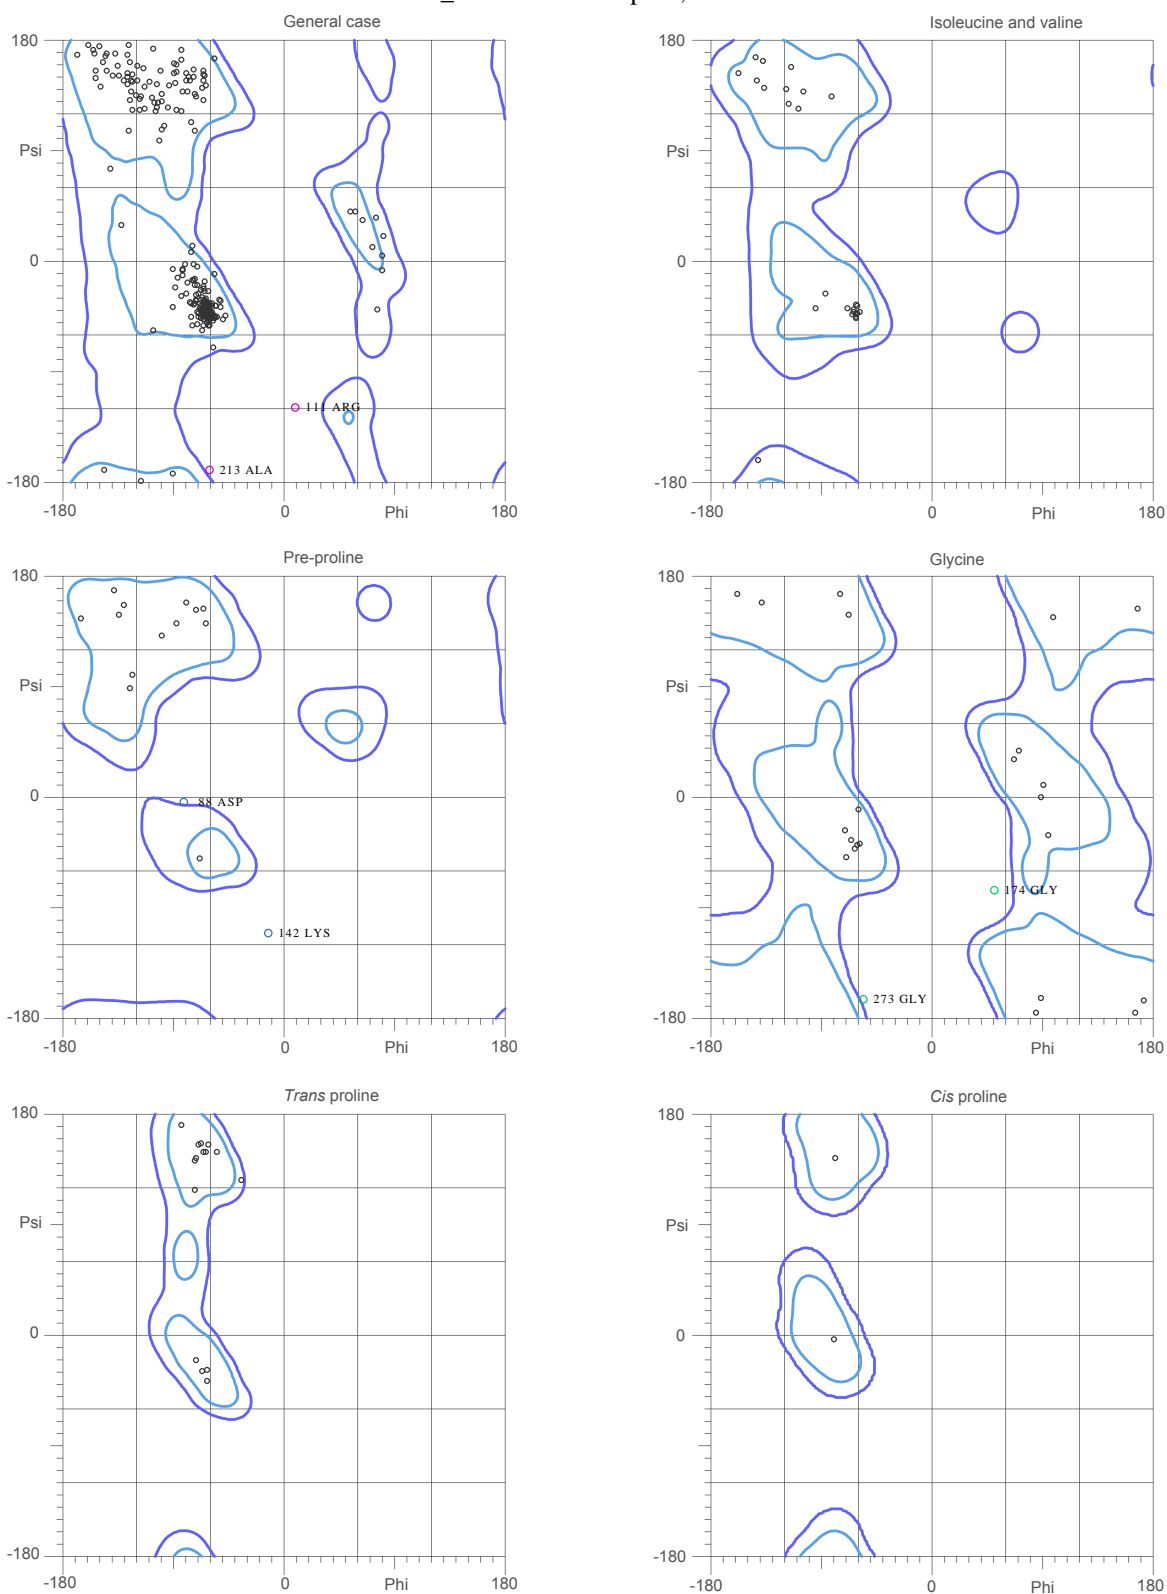 General case
180
Psi
0
-180
-180
0
Phi
180
111 ARG
213 ALA
Isoleucine and valine
180
Psi
0
-180
-180
0
Phi
180
Pre-proline
180
Psi
0
-180
-180
0
Phi
180
88 ASP
142 LYS
Glycine
180
Psi
0
-180
-180
0
Phi
180
174 GLY
273 GLY
Trans proline
180
Psi
0
-180
-180
0
Phi
180
Cis proline
180
Psi
0
-180
-180
0
Phi
180